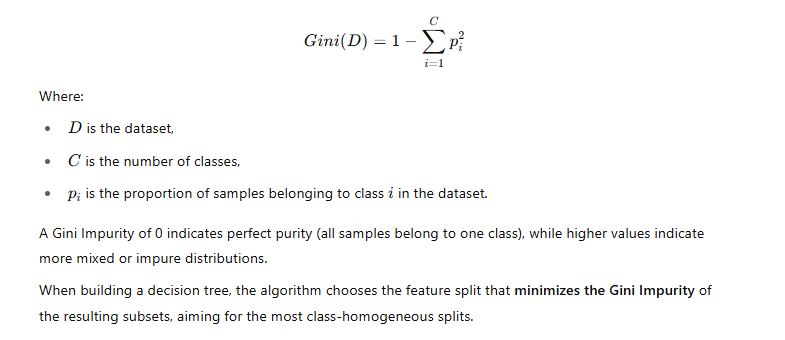 Gini(D) = 1 − ∑_{i=1}^{C} p_i^2
Where:
• D is the dataset,
• C is the number of classes,
• p_i is the proportion of samples belonging to class i in the dataset.
A Gini Impurity of 0 indicates perfect purity (all samples belong to one class), while higher values indicate
more mixed or impure distributions.
When building a decision tree, the algorithm chooses the feature split that minimizes the Gini Impurity of
the resulting subsets, aiming for the most class-homogeneous splits.